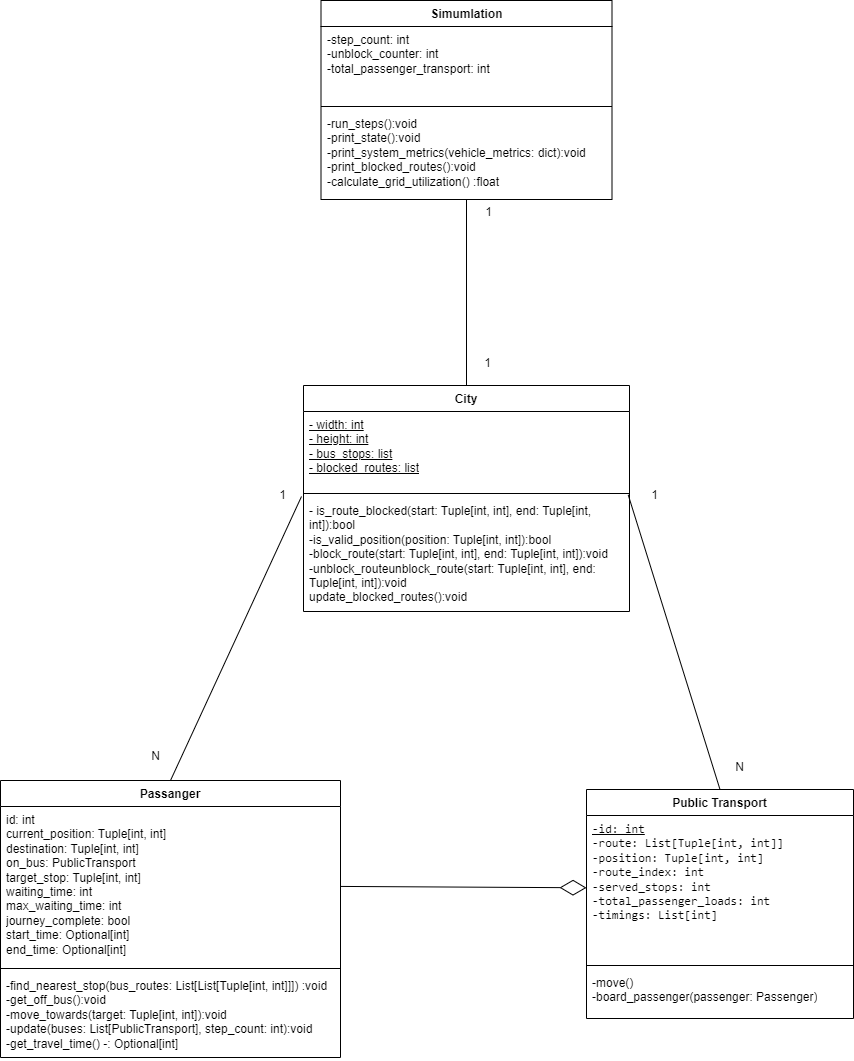 Simumlation
-step_count: int
-unblock_counter: int
-total_passenger_transport: int
-run_steps():void
-print_state():void
-print_system_metrics(vehicle_metrics: dict):void
-print_blocked_routes():void
-calculate_grid_utilization() :float
1
1
City
- width: int
- height: int
- bus_stops: list
- blocked_routes: list
1
1
- is_route_blocked(start: Tuple[int, int], end: Tuple[int,
int]):bool
-is_valid_position(position: Tuple[int, int]):bool
-block_route(start: Tuple[int, int], end: Tuple[int, int]):void
-unblock_routeunblock_route(start: Tuple[int, int], end:
Tuple[int, int]):void
update_blocked_routes():void
N
N
Passanger
id: int
current_position: Tuple[int, int]
destination: Tuple[int, int]
on_bus: PublicTransport
target_stop: Tuple[int, int]
waiting_time: int
max_waiting_time: int
journey_complete: bool
start_time: Optional[int]
end_time: Optional[int]
-find_nearest_stop(bus_routes: List[List[Tuple[int, int]]]) :void
-get_off_bus():void
-move_towards(target: Tuple[int, int]):void
-update(buses: List[PublicTransport], step_count: int):void
-get_travel_time() -: Optional[int]
Public Transport
-id: int
-route: List[Tuple[int, int]]
-position: Tuple[int, int]
-route_index: int
-served_stops: int
-total_passenger_loads: int
-timings: List[int]
-move()
-board_passenger(passenger: Passenger)